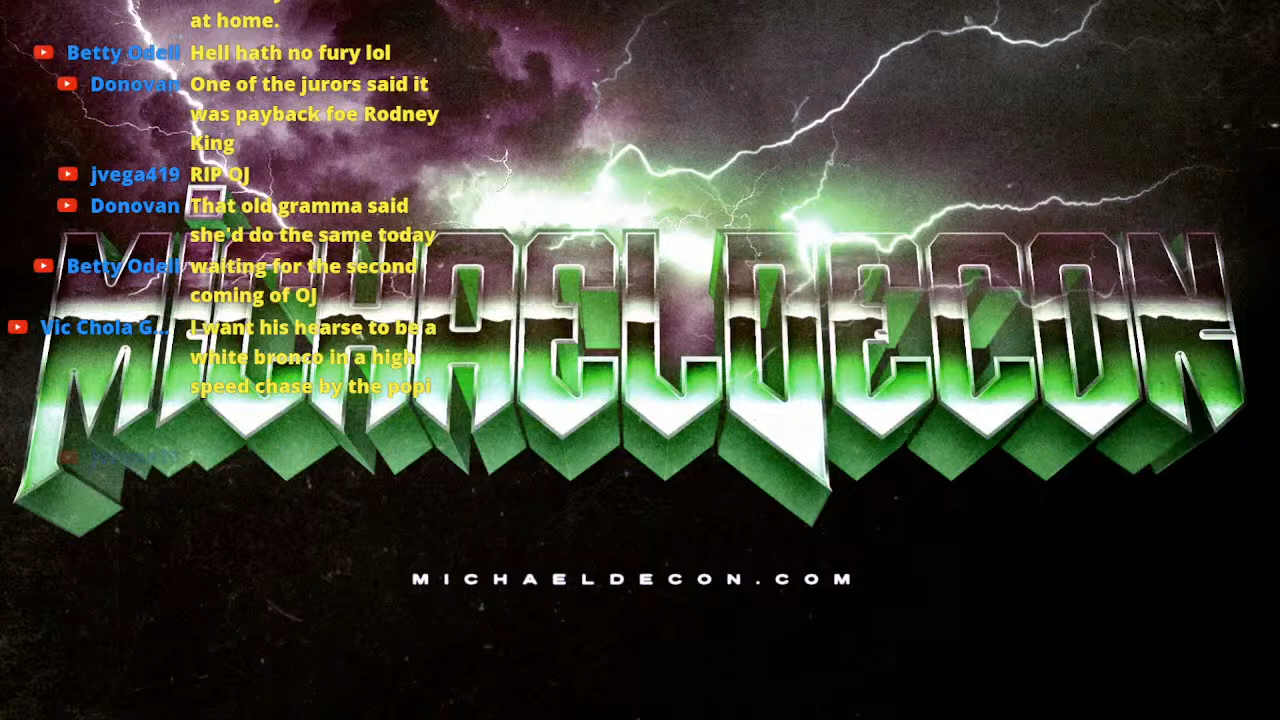 at home.
Betty Odell Hell hath no fury lol
Donovan One of the jurors said it
was payback foe Rodney
King
jvega419 RIP OJ
Donovan That old gramma said
she'd do the same today
Betty Odell waiting for the second
coming of OJ
Vic Chola G... I want his hearse to be a
white bronco in a high
speed chase by the popi
MICHAELDECON
MICHAELDECON.COM